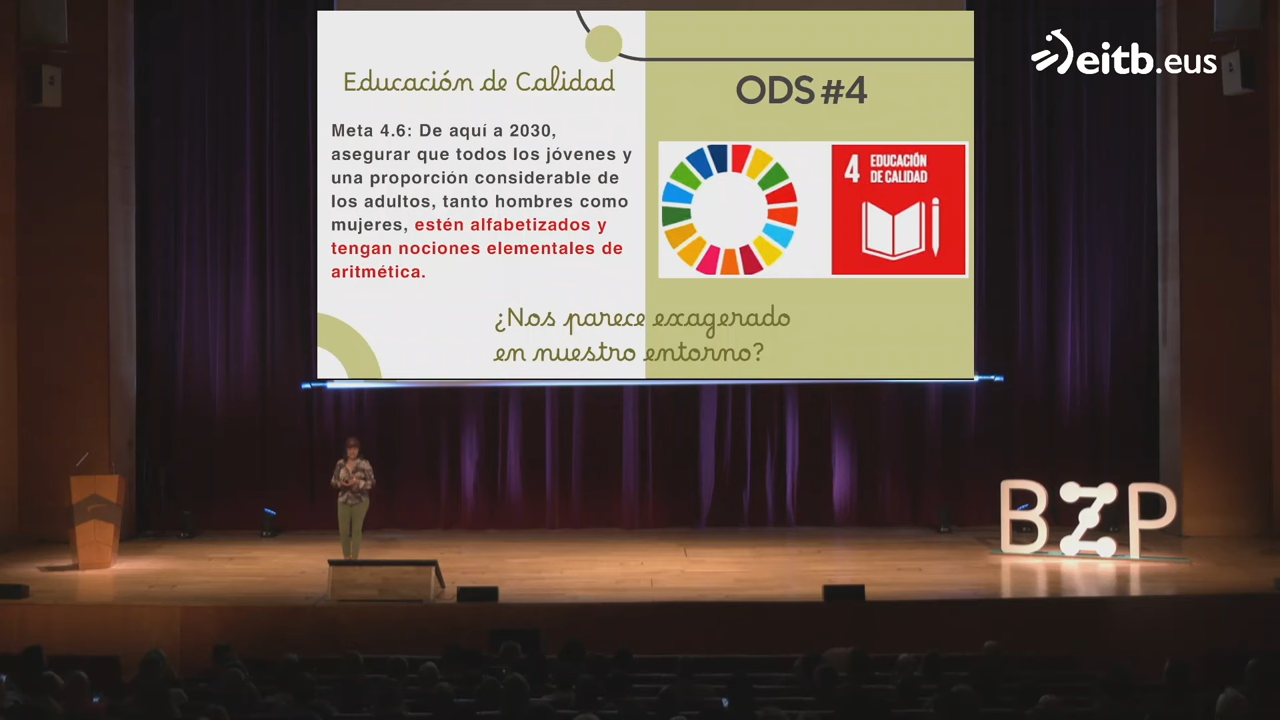 eitb.eus
Educación de Calidad
Meta 4.6: De aquí a 2030,
asegurar que todos los jóvenes y
una proporción considerable de
los adultos, tanto hombres como
mujeres, estén alfabetizados y
tengan nociones elementales de
aritmética.
ODS #4
4 EDUCACIÓN
DE CALIDAD
¿Nos parece exagerado
en nuestro entorno?
BZP